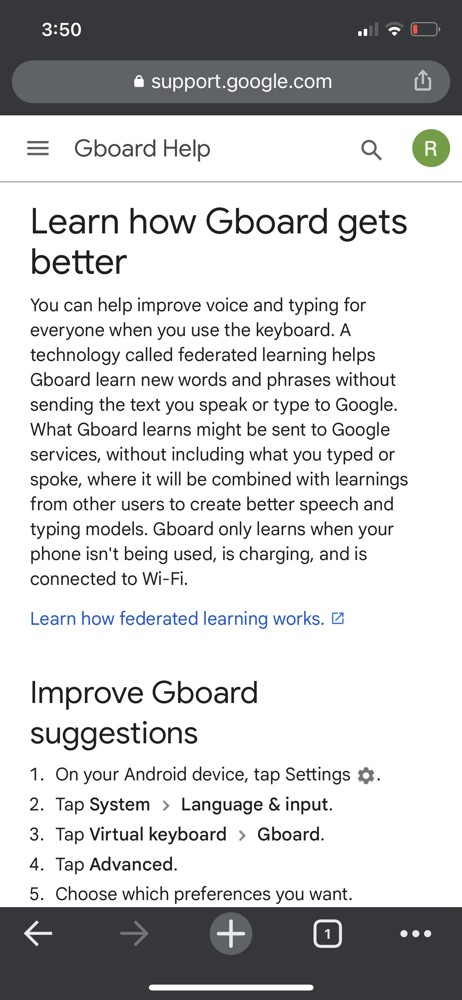 3:50
support.google.com
Gboard Help
R
Learn how Gboard gets
better
You can help improve voice and typing for
everyone when you use the keyboard. A
technology called federated learning helps
Gboard learn new words and phrases without
sending the text you speak or type to Google.
What Gboard learns might be sent to Google
services, without including what you typed or
spoke, where it will be combined with learnings
from other users to create better speech and
typing models. Gboard only learns when your
phone isn't being used, is charging, and is
connected to Wi-Fi.
Learn how federated learning works.
Improve Gboard
suggestions
1. On your Android device, tap Settings .
2. Tap System > Language & input.
3. Tap Virtual keyboard > Gboard.
4. Tap Advanced.
5. Choose which preferences you want.
1